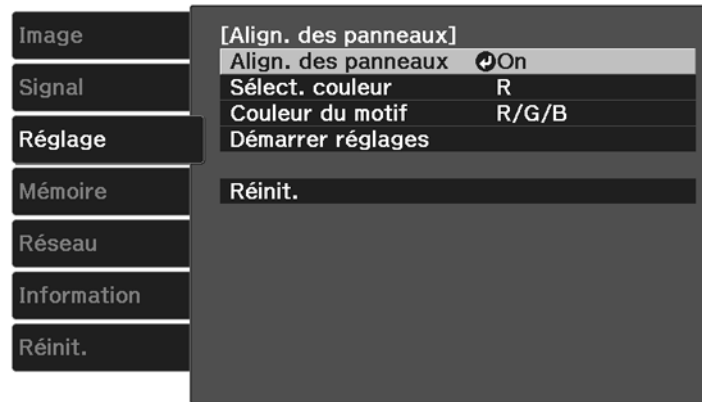 Image
Signal
Réglage
Mémoire
Réseau
Information
Réinit.
[Align. des panneaux]
Align. des panneaux On
Sélect. couleur R
Couleur du motif R/G/B
Démarrer réglages
Réinit.